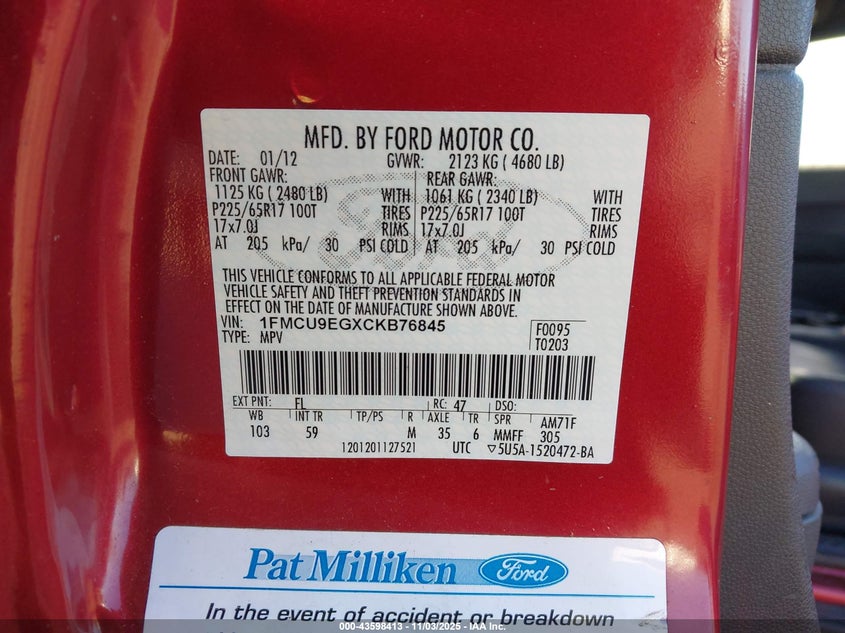 MFD. BY FORD MOTOR CO.
DATE: 01/12 GVWR: 2123 KG ( 4680 LB)
FRONT GAWR: REAR GAWR:
1125 KG ( 2480 LB) WITH 1061 KG ( 2340 LB) WITH
P225/65R17 100T TIRES P225/65R17 100T TIRES
17x7.0J RIMS 17x7.0J RIMS
AT 205 kPa/ 30 PSI COLD AT 205 kPa/ 30 PSI COLD
THIS VEHICLE CONFORMS TO ALL APPLICABLE FEDERAL MOTOR
VEHICLE SAFETY AND THEFT PREVENTION STANDARDS IN
EFFECT ON THE DATE OF MANUFACTURE SHOWN ABOVE.
VIN: 1FMCU9EGXCKB76845 F0095
TYPE: MPV T0203
EXT PNT: FL RC: 47 DSO:
WB INT TR TP/PS R AXLE TR SPR AM71F
103 59 M 35 6 MMFF 305
1201201127521 UTC ▽5U5A-1520472-BA
Pat Milliken Ford
In the event of accident or breakdown
000-43598413 - 11/03/2025 - IAA Inc.